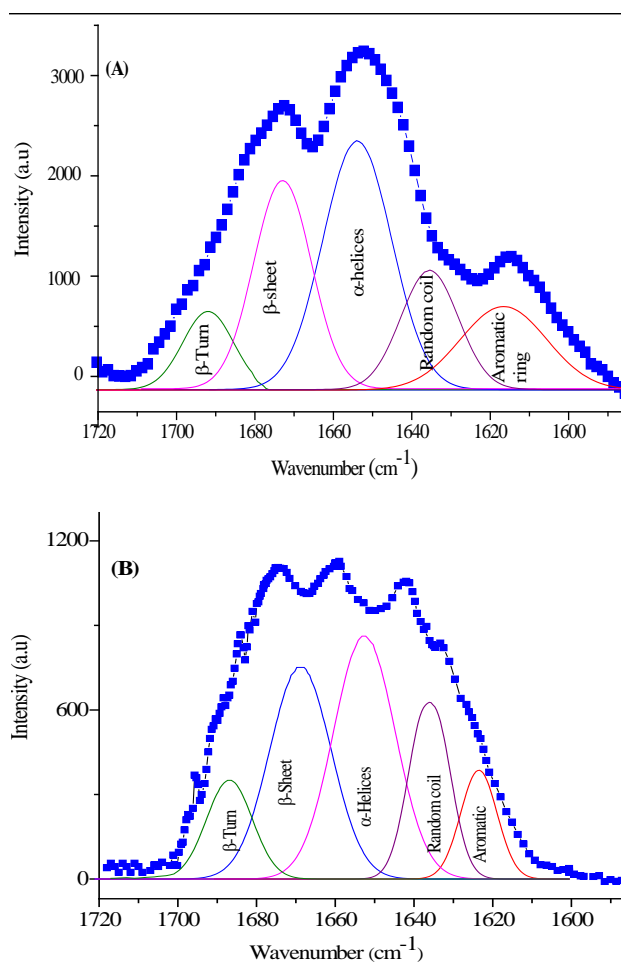 (A)
3000
2000
1000
0
Intensity (a.u)
β-Turn
β-sheet
α-helices
Random coil
Aromatic
ring
1720 1700 1680 1660 1640 1620 1600
Wavenumber (cm⁻¹)
(B)
1200
600
0
Intensity (a.u)
β-Turn
β-Sheet
α-Helices
Random coil
Aromatic
1720 1700 1680 1660 1640 1620 1600
Wavenumber (cm⁻¹)